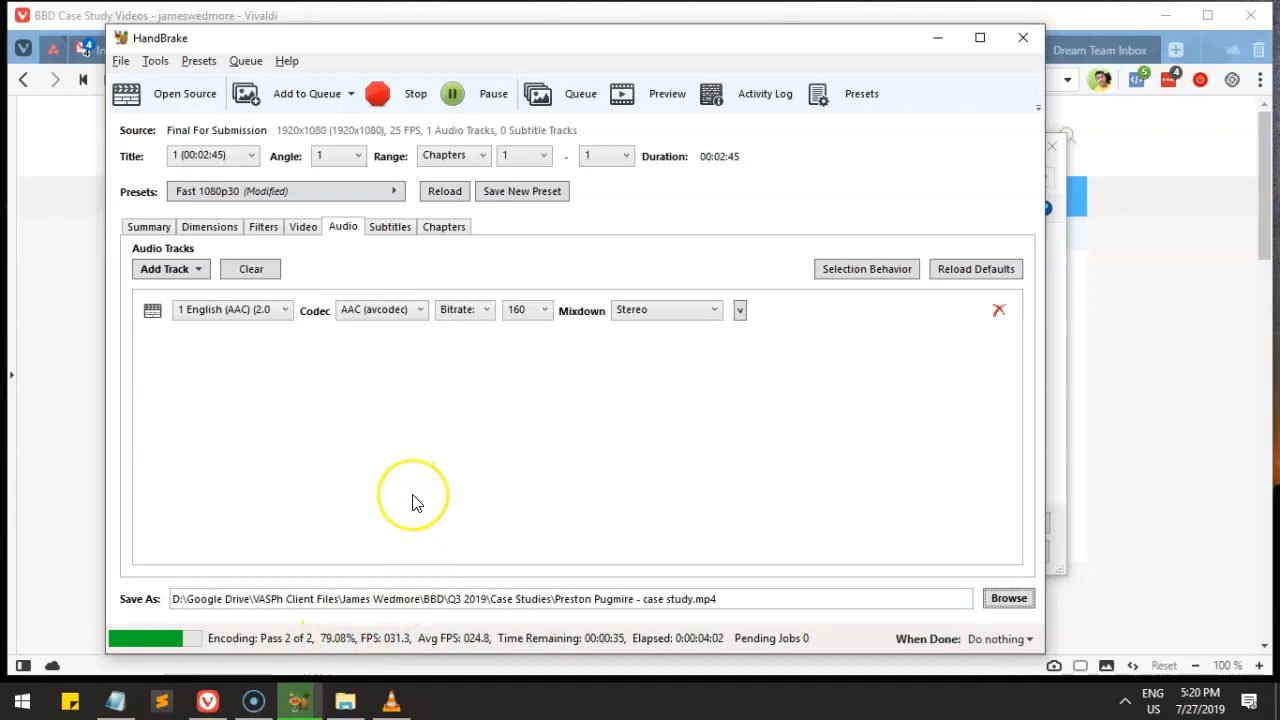 BBD Case Study Videos - jameswedmore - Vivaldi
HandBrake
4
Dream Team Inbox
File Tools Presets Queue Help
5
4
Open Source Add to Queue Stop Pause Queue Preview Activity Log Presets
Source: Final For Submission 1920x1080 (1920x1080), 25 FPS, 1 Audio Tracks, 0 Subtitle Tracks
Title: 1 (00:02:45) Angle: 1 Range: Chapters 1 - 1 Duration: 00:02:45
Presets: Fast 1080p30 (Modified) Reload Save New Preset
Summary Dimensions Filters Video Audio Subtitles Chapters
Audio Tracks
Add Track Clear Selection Behavior Reload Defaults
1 English (AAC) (2.0 Codec AAC (avcodec) Bitrate: 160 Mixdown Stereo v
Save As: D:\Google Drive\VASPh Client Files\James Wedmore\BBD\Q3 2019\Case Studies\Preston Pugmire - case study.mp4 Browse
Encoding: Pass 2 of 2, 79.08%, FPS: 031.3, Avg FPS: 024.8, Time Remaining: 00:00:35, Elapsed: 0:00:04:02 Pending Jobs 0 When Done: Do nothing
Reset 100 %
ENG 5:20 PM
US 7/27/2019